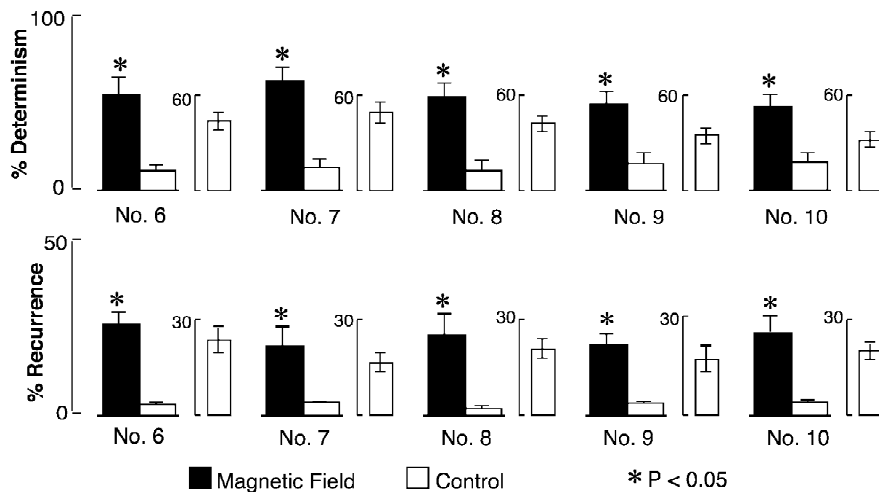 100
% Determinism
* * * * *
60 60 60 60 60
0
No. 6 No. 7 No. 8 No. 9 No. 10
50
% Recurrence
* * * * *
30 30 30 30 30
0
No. 6 No. 7 No. 8 No. 9 No. 10
Magnetic Field Control * P < 0.05